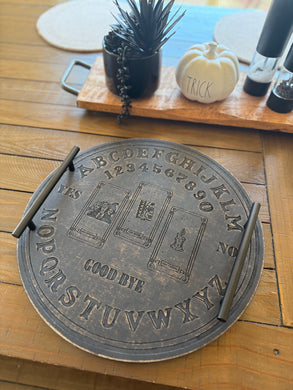 TRICK
ABCDEFGHIJKLM
1234567890
YES
NO
NOPQRSTUVWXYZ
GOOD BYE